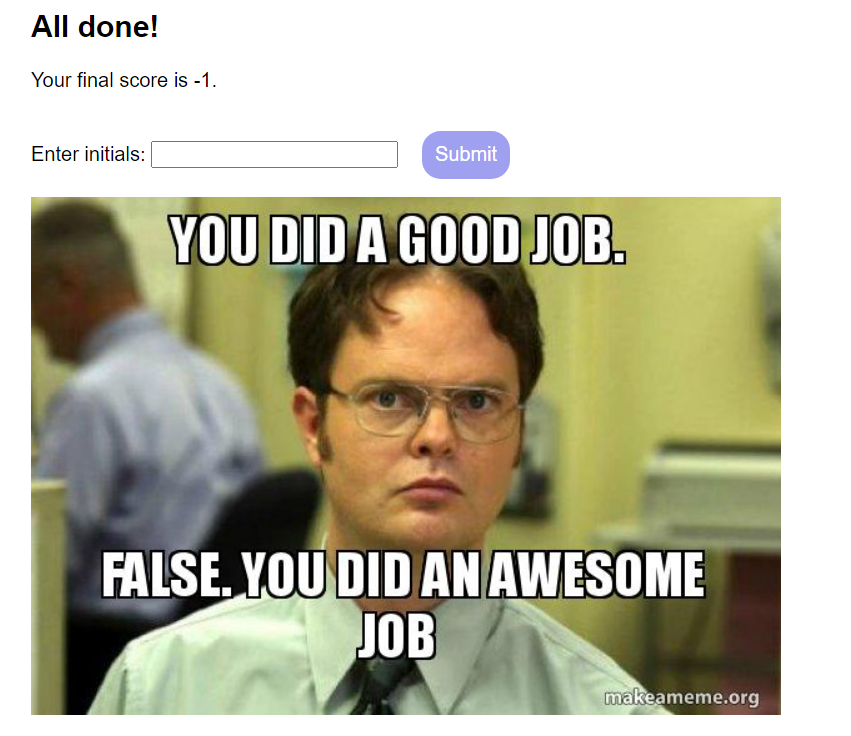 All done!
Your final score is -1.
Enter initials: Submit
YOU DID A GOOD JOB.
FALSE. YOU DID AN AWESOME
JOB
makeameme.org